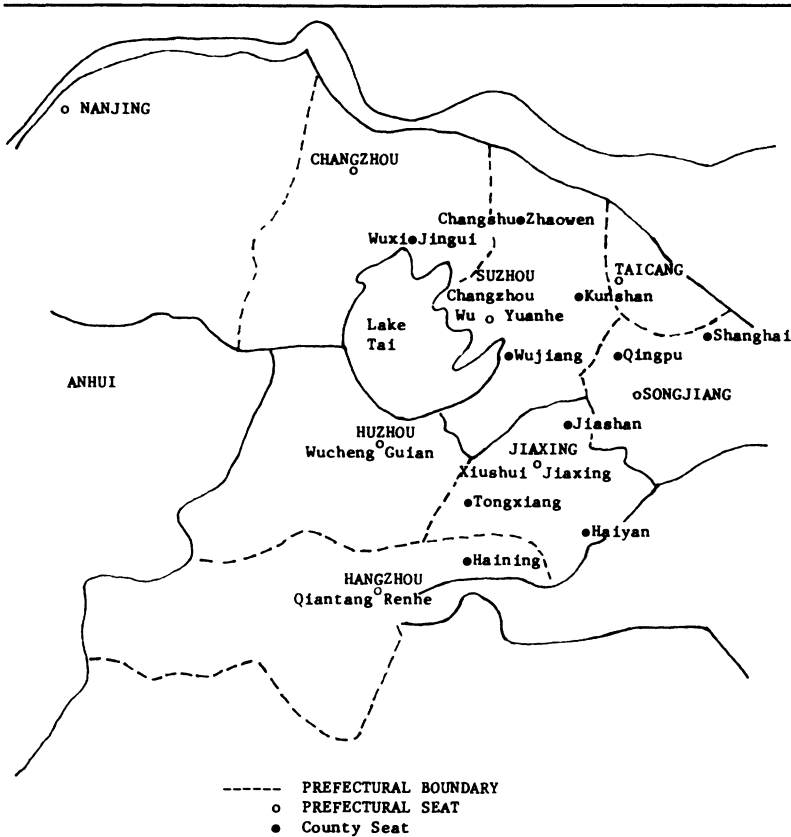 NANJING
CHANGZHOU
Changshu Zhaowen
Wuxi Jingui
SUZHOU
TAICANG
Changzhou
Kunshan
Wu Yuanhe
Lake
Tai
Shanghai
Wujiang
Qingpu
ANHUI
SONGJIANG
Jiashan
HUZHOU
Wucheng Guian
JIAXING
Xiushui Jiaxing
Tongxiang
Haiyan
Haining
HANGZHOU
Qiantang Renhe
PREFECTURAL BOUNDARY
PREFECTURAL SEAT
County Seat